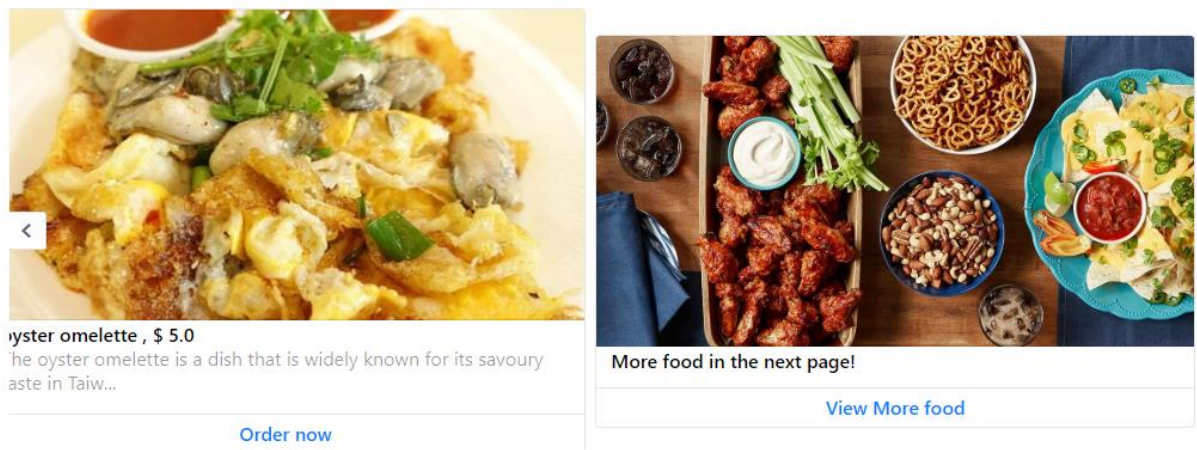 oyster omelette , $ 5.0
The oyster omelette is a dish that is widely known for its savoury
taste in Taiw...
Order now
More food in the next page!
View More food